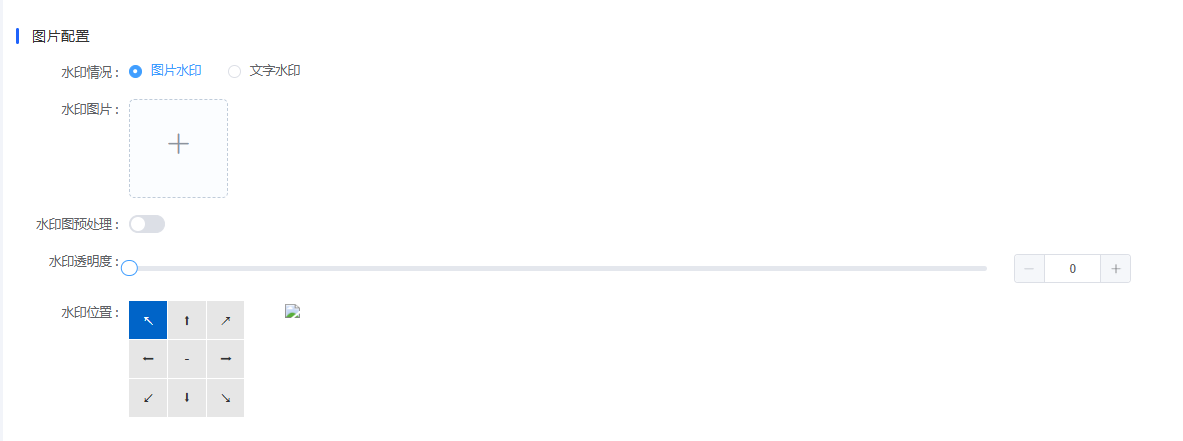 图片配置
水印情况 : 图片水印 文字水印
水印图片 :
水印图预处理 :
水印透明度 : 0
水印位置 :